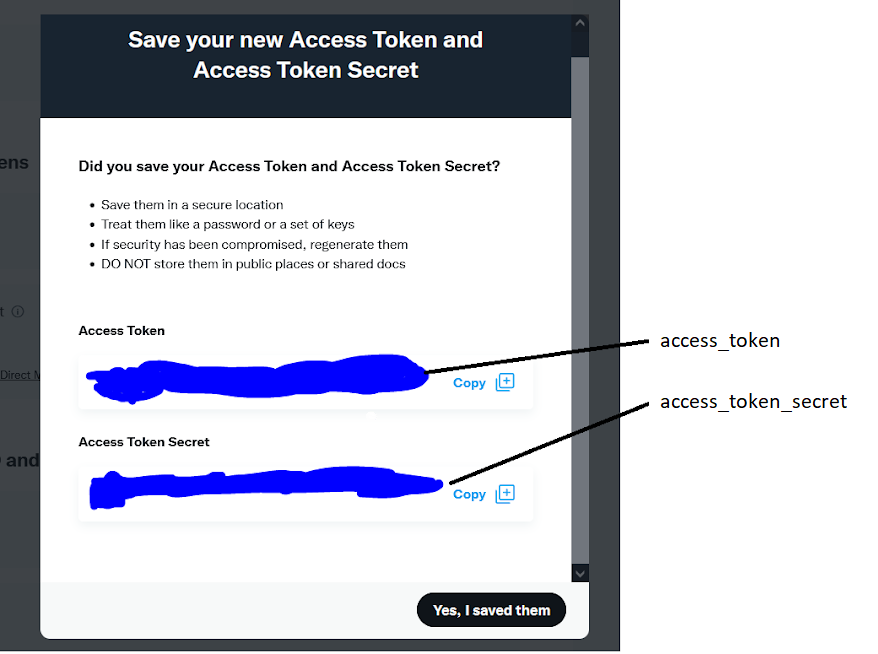 Save your new Access Token and
Access Token Secret
ens
Did you save your Access Token and Access Token Secret?
• Save them in a secure location
• Treat them like a password or a set of keys
• If security has been compromised, regenerate them
• DO NOT store them in public places or shared docs
t
Access Token
access_token
Direct M
Copy
access_token_secret
Access Token Secret
and
Copy
Yes, I saved them